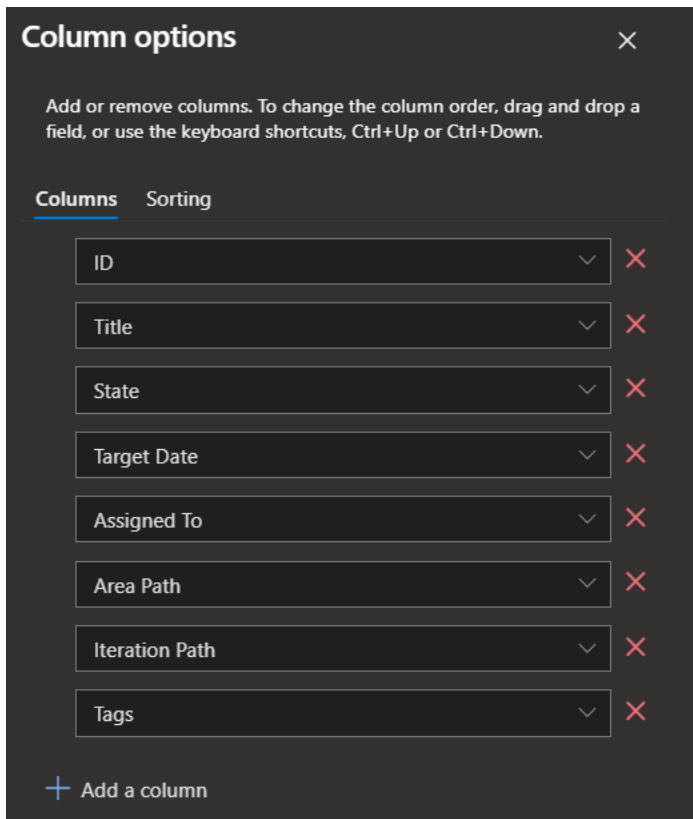 Column options
Add or remove columns. To change the column order, drag and drop a
field, or use the keyboard shortcuts, Ctrl+Up or Ctrl+Down.
Columns Sorting
ID
Title
State
Target Date
Assigned To
Area Path
Iteration Path
Tags
Add a column